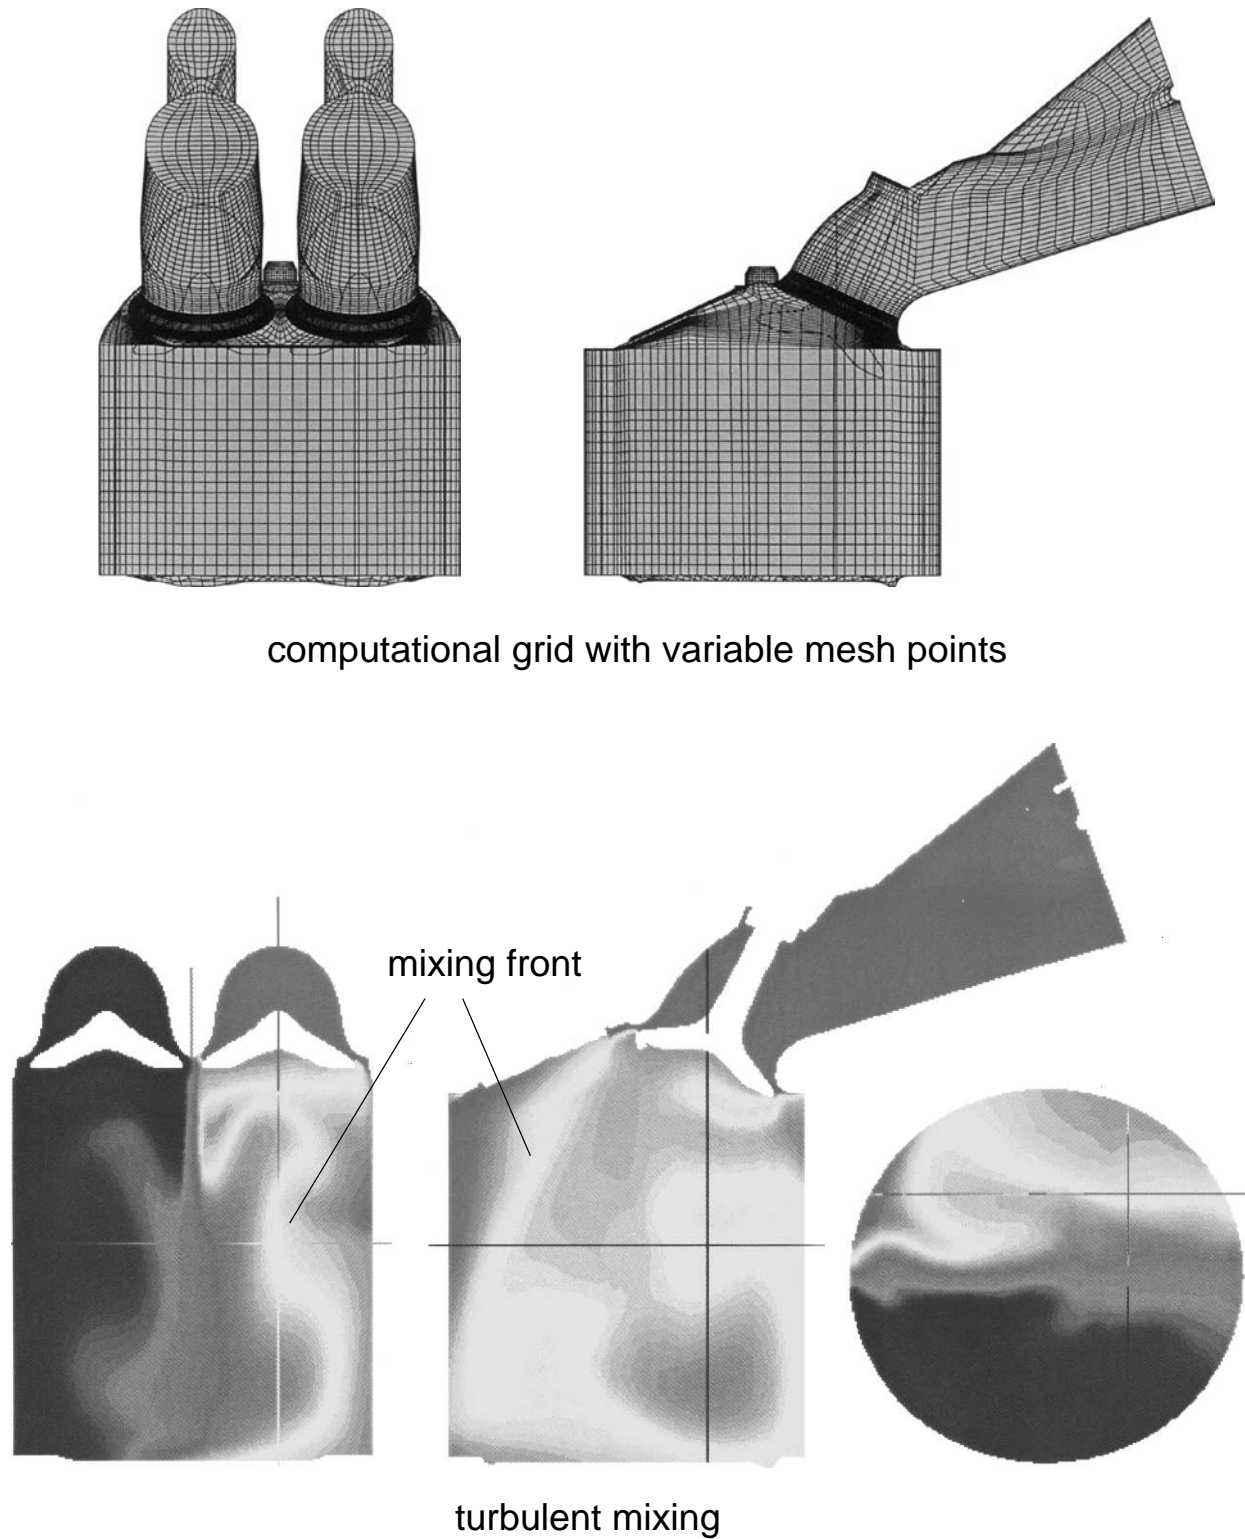 computational grid with variable mesh points
mixing front
turbulent mixing